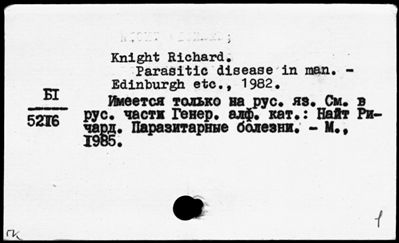 Knight Richard.
Parasitic disease in man. -
Edinburgh etc., 1982.
БІ
5216
Имеется только на рус. яз. См. в
рус. части Генер. алф. кат.: Найт Ри-
чард. Паразитарные болезни. - М.,
1985.
гк